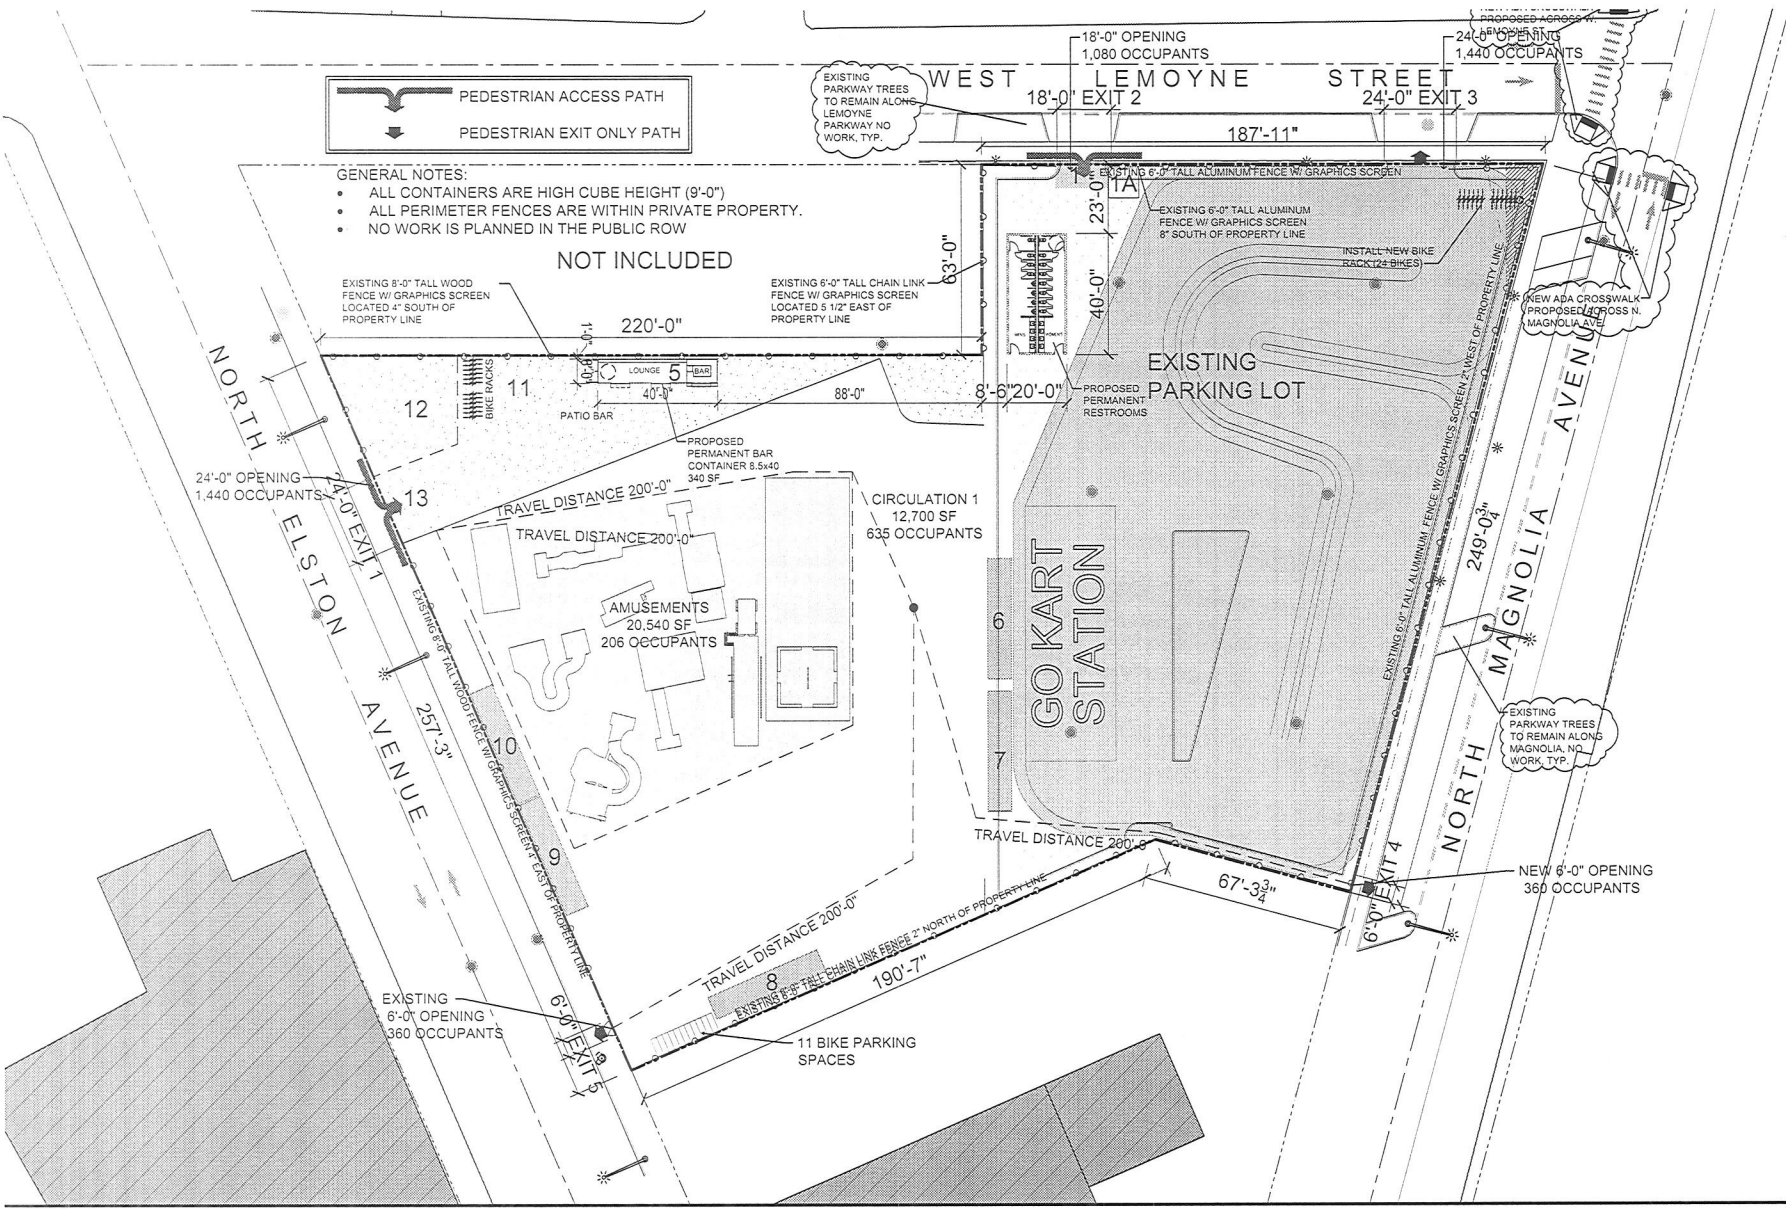 PROPOSED ACROSS W.
LEMOYNE ST.
18'-0" OPENING
1,080 OCCUPANTS
24'-0" OPENING
1,440 OCCUPANTS
WEST LEMOYNE STREET
18'-0" EXIT 2
24'-0" EXIT 3
187'-11"
EXISTING
PARKWAY TREES
TO REMAIN ALONG
LEMOYNE
PARKWAY NO
WORK, TYP.
PEDESTRIAN ACCESS PATH
PEDESTRIAN EXIT ONLY PATH
GENERAL NOTES:
• ALL CONTAINERS ARE HIGH CUBE HEIGHT (9'-0")
• ALL PERIMETER FENCES ARE WITHIN PRIVATE PROPERTY.
• NO WORK IS PLANNED IN THE PUBLIC ROW
NOT INCLUDED
EXISTING 8'-0" TALL WOOD
FENCE W/ GRAPHICS SCREEN
LOCATED 4" SOUTH OF
PROPERTY LINE
EXISTING 6'-0" TALL CHAIN LINK
FENCE W/ GRAPHICS SCREEN
LOCATED 5 1/2" EAST OF
PROPERTY LINE
63'-0"
1
1A
23'-0"
40'-0"
EXISTING 6'-0" TALL ALUMINUM FENCE W/ GRAPHICS SCREEN
EXISTING 6'-0" TALL ALUMINUM
FENCE W/ GRAPHICS SCREEN
8" SOUTH OF PROPERTY LINE
INSTALL NEW BIKE
RACK (24 BIKES)
NEW ADA CROSSWALK
PROPOSED ACROSS N.
MAGNOLIA AVE.
220'-0"
1'-0"
8'-0"
LOUNGE
5
BAR
40'-0"
88'-0"
8'-6"
20'-0"
PATIO BAR
BIKE RACKS
11
12
13
PROPOSED
PERMANENT BAR
CONTAINER 8.5x40
340 SF
PROPOSED
PERMANENT
RESTROOMS
EXISTING
PARKING LOT
24'-0" OPENING
1,440 OCCUPANTS
24'-0" EXIT 1
NORTH ELSTON AVENUE
TRAVEL DISTANCE 200'-0"
TRAVEL DISTANCE 200'-0"
CIRCULATION 1
12,700 SF
635 OCCUPANTS
AMUSEMENTS
20,540 SF
206 OCCUPANTS
6
7
GO KART
STATION
EXISTING 6'-0" TALL ALUMINUM FENCE W/ GRAPHICS SCREEN 2" WEST OF PROPERTY LINE
249'-0 3/4"
NORTH MAGNOLIA AVENUE
EXISTING
PARKWAY TREES
TO REMAIN ALONG
MAGNOLIA, NO
WORK, TYP.
EXISTING 8'-0" TALL WOOD FENCE W/ GRAPHICS SCREEN 4" EAST OF PROPERTY LINE
257'-3"
10
9
TRAVEL DISTANCE 200'-0"
67'-3 3/4"
6'-0" EXIT 4
NEW 6'-0" OPENING
360 OCCUPANTS
TRAVEL DISTANCE 200'-0"
8
2" NORTH OF PROPERTY LINE
190'-7"
EXISTING
6'-0" OPENING
360 OCCUPANTS
6'-0" EXIT 5
11 BIKE PARKING
SPACES